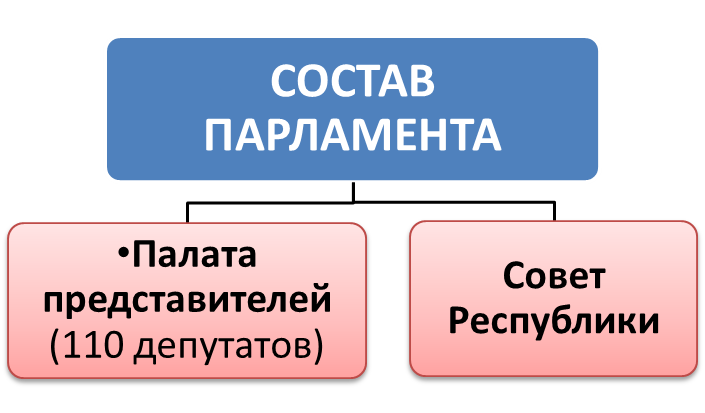 СОСТАВ
ПАРЛАМЕНТА
•Палата
представителей
(110 депутатов)
Совет
Республики